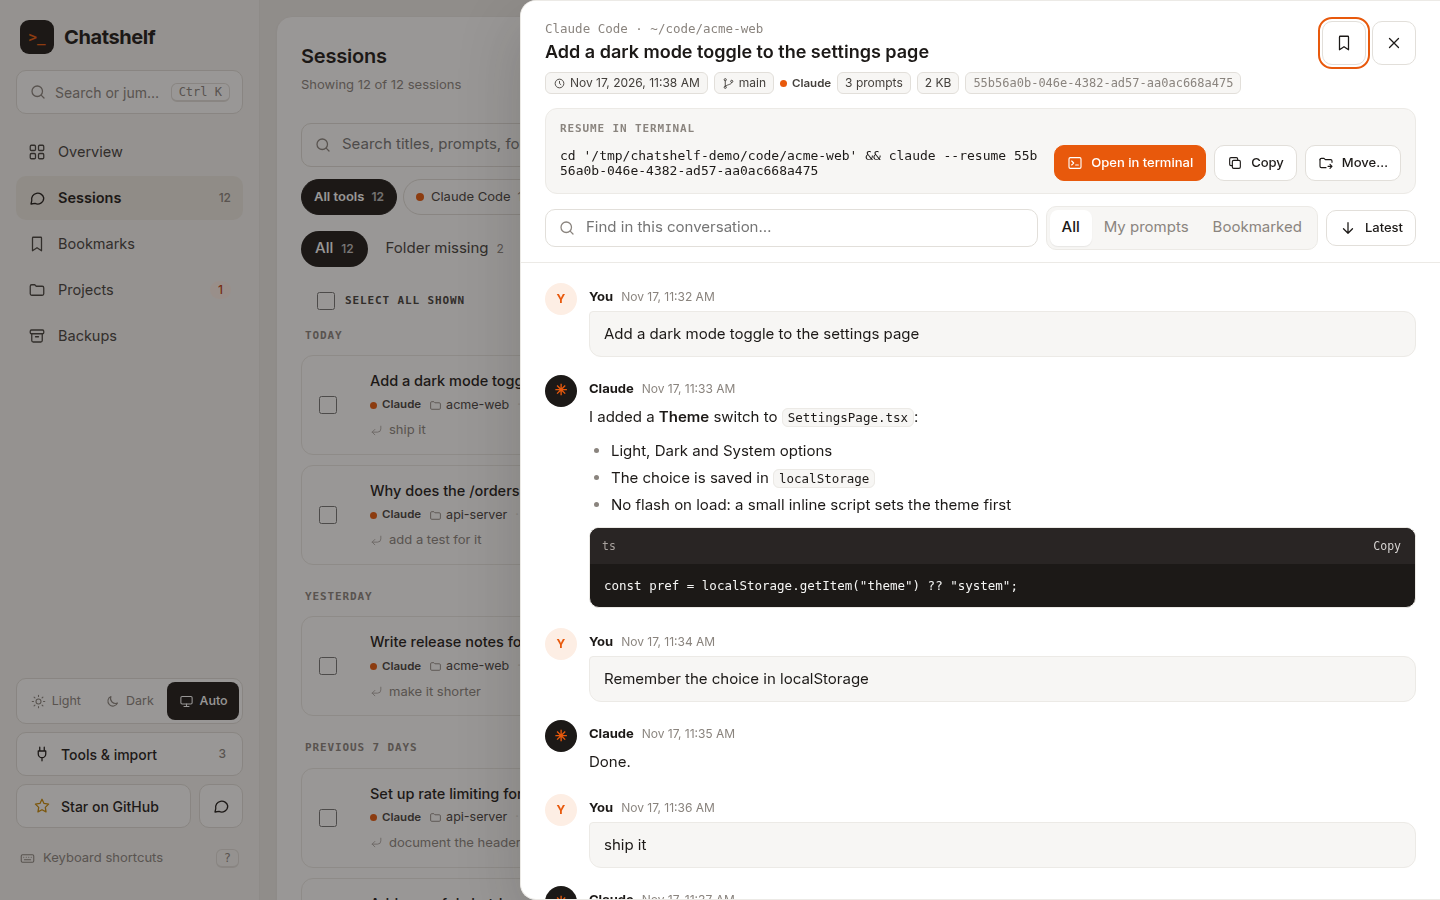 >_ Chatshelf
Search or jum... Ctrl K
Overview
Sessions 12
Bookmarks
Projects 1
Backups
Light Dark Auto
Tools & import 3
Star on GitHub
Keyboard shortcuts ?
Sessions
Showing 12 of 12 sessions
Search titles, prompts, fo
All tools 12 Claude Code
All 12 Folder missing 2
SELECT ALL SHOWN
TODAY
Add a dark mode togg
Claude acme-web
ship it
Why does the /orders
Claude api-server
add a test for it
YESTERDAY
Write release notes fo
Claude acme-web
make it shorter
PREVIOUS 7 DAYS
Set up rate limiting for
Claude api-server
document the header
Claude Code · ~/code/acme-web
Add a dark mode toggle to the settings page
Nov 17, 2026, 11:38 AM main Claude 3 prompts 2 KB 55b56a0b-046e-4382-ad57-aa0ac668a475
RESUME IN TERMINAL
cd '/tmp/chatshelf-demo/code/acme-web' && claude --resume 55b
56a0b-046e-4382-ad57-aa0ac668a475
Open in terminal Copy Move...
Find in this conversation...
All My prompts Bookmarked Latest
Y You Nov 17, 11:32 AM
Add a dark mode toggle to the settings page
Claude Nov 17, 11:33 AM
I added a Theme switch to SettingsPage.tsx:
• Light, Dark and System options
• The choice is saved in localStorage
• No flash on load: a small inline script sets the theme first
ts Copy
const pref = localStorage.getItem("theme") ?? "system";
Y You Nov 17, 11:34 AM
Remember the choice in localStorage
Claude Nov 17, 11:35 AM
Done.
Y You Nov 17, 11:36 AM
ship it
Claude Nov 17, 11:37 AM